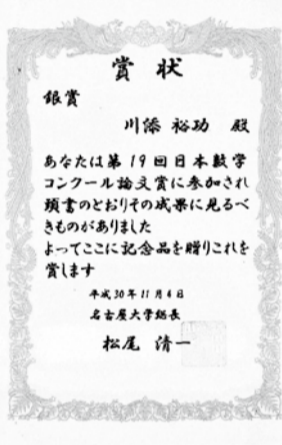 賞状
銀賞
川添 裕功 殿
あなたは第19回日本数学
コンクール論文賞に参加され
頭書のとおりその成果に見るべ
きものがありました
よってここに記念品を贈りこれを
賞します
平成30年11月4日
名古屋大学総長
松尾 清一